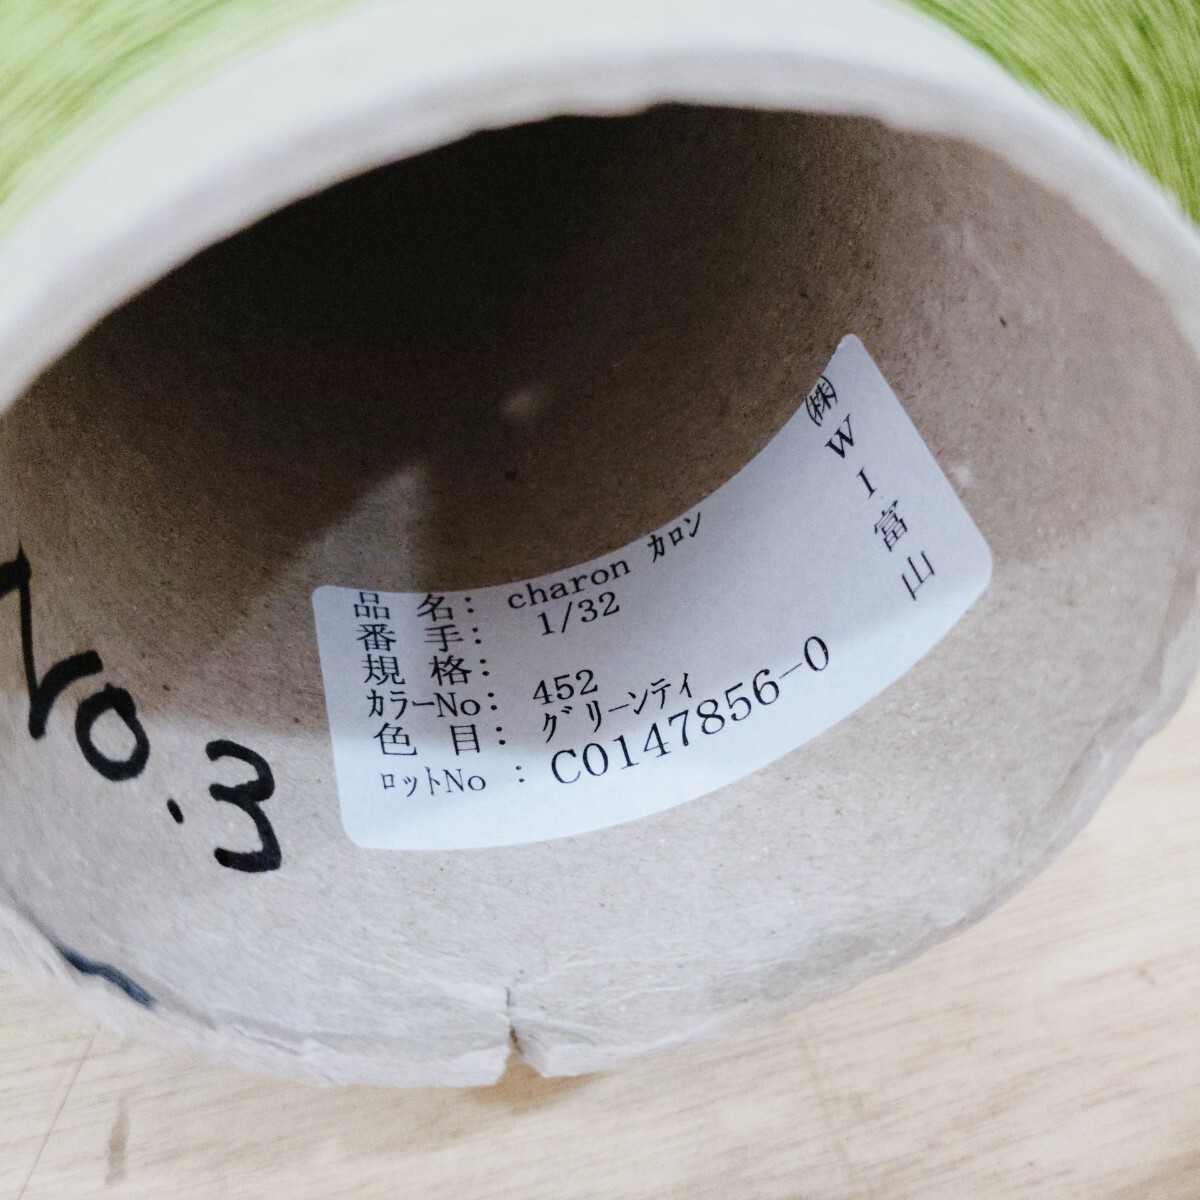 ㈱WI富山
品 名: charon ｶﾛﾝ
番 手: 1/32
規 格:
ｶﾗｰNo: 452
色 目: ｸﾞﾘｰﾝﾃｨ
ﾛｯﾄNo : C0147856-0
No.3